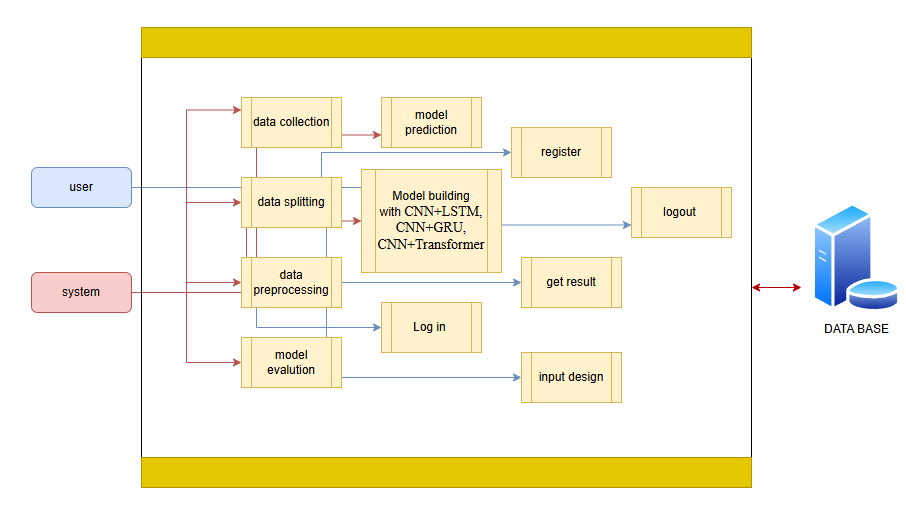 data collection
model
prediction
register
user
data splitting
Model building
with CNN+LSTM,
CNN+GRU,
CNN+Transformer
logout
system
data
preprocessing
get result
Log in
DATA BASE
model
evalution
input design